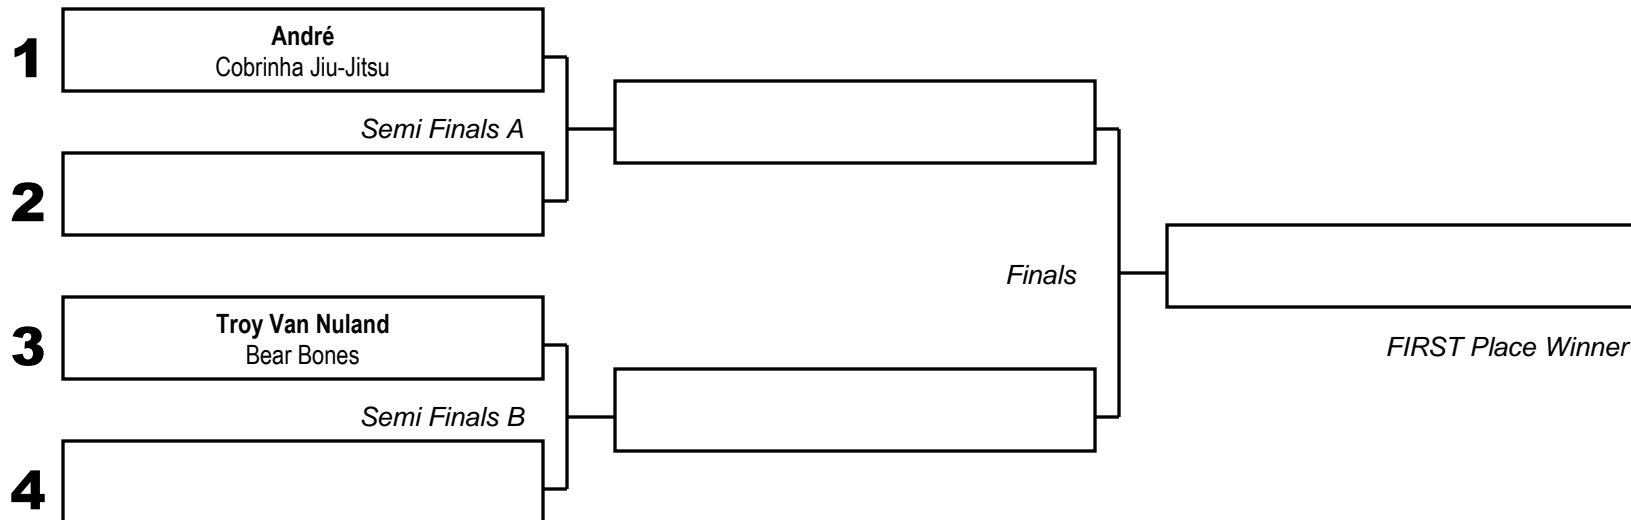 1
André
Cobrinha Jiu-Jitsu
Semi Finals A
2
Finals
3
Troy Van Nuland
Bear Bones
FIRST Place Winner
Semi Finals B
4